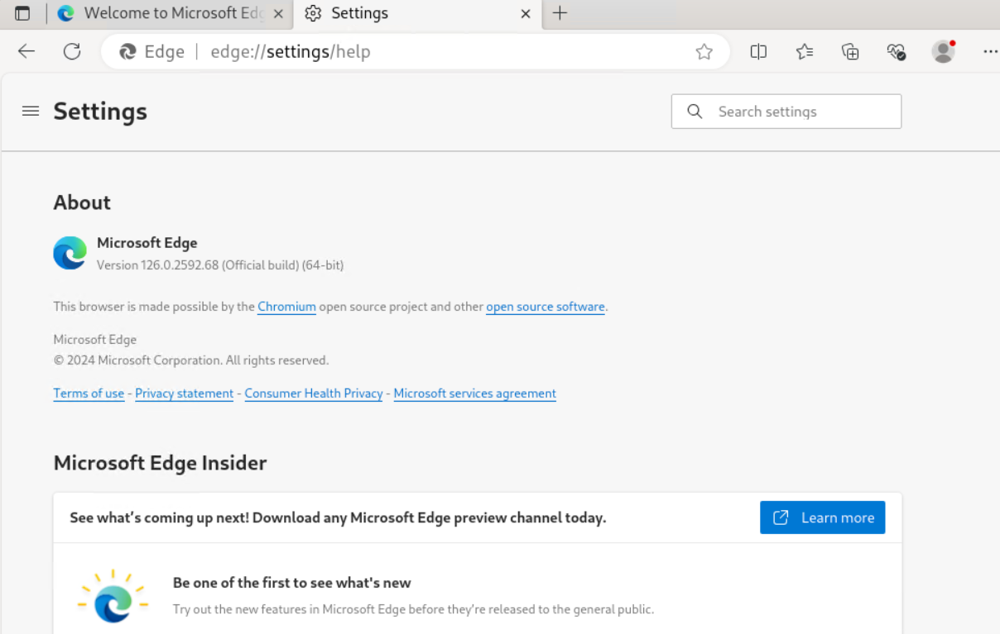 Welcome to Microsoft Edg
Settings
Edge
edge://settings/help
Settings
Search settings
About
Microsoft Edge
Version 126.0.2592.68 (Official build) (64-bit)
This browser is made possible by the Chromium open source project and other open source software.
Microsoft Edge
© 2024 Microsoft Corporation. All rights reserved.
Terms of use - Privacy statement - Consumer Health Privacy - Microsoft services agreement
Microsoft Edge Insider
See what’s coming up next! Download any Microsoft Edge preview channel today.
Learn more
Be one of the first to see what's new
Try out the new features in Microsoft Edge before they’re released to the general public.